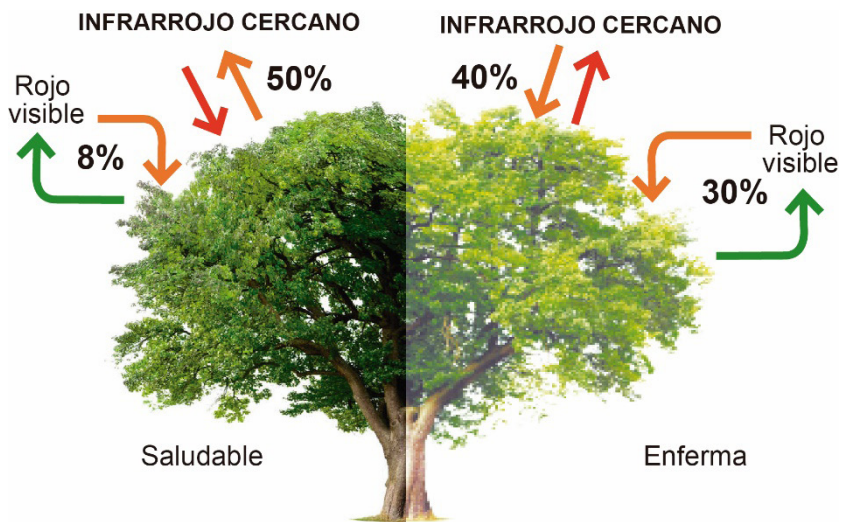 INFRARROJO CERCANO
50%
Rojo
visible
8%
Saludable
INFRARROJO CERCANO
40%
Rojo
visible
30%
Enferma